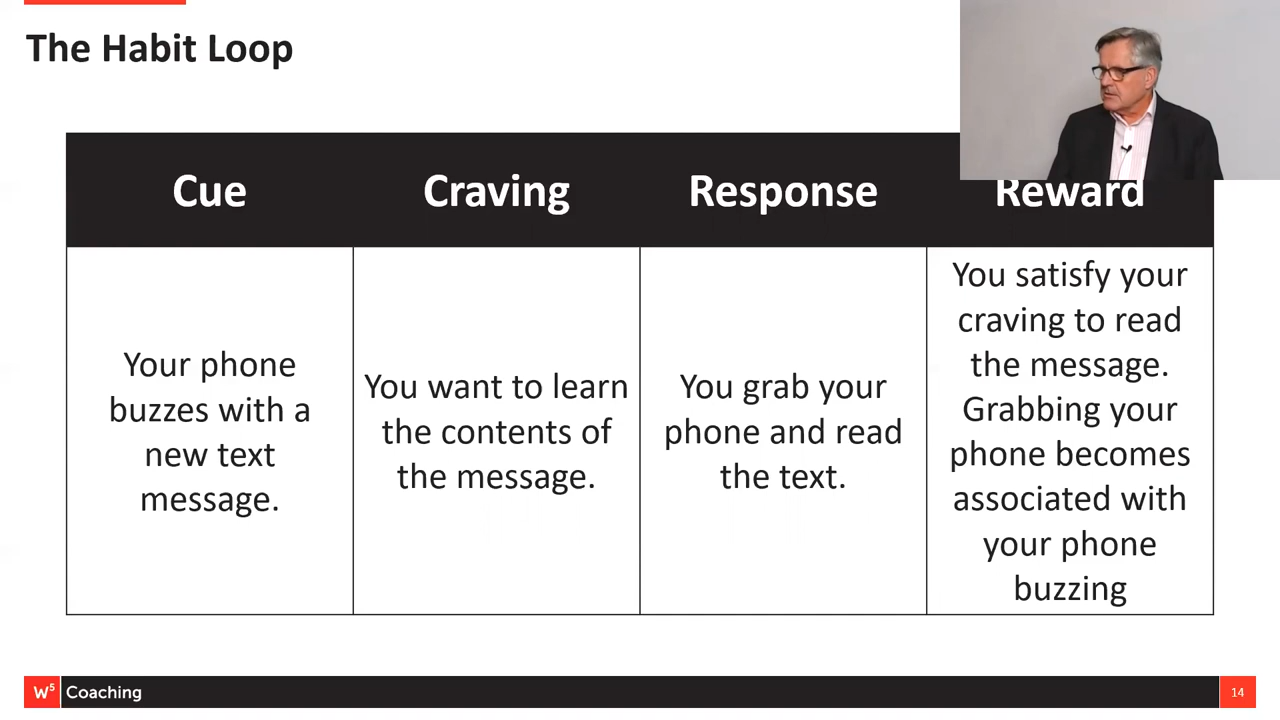 The Habit Loop
Cue
Craving
Response
Reward
Your phone
buzzes with a
new text
message.
You want to learn
the contents of
the message.
You grab your
phone and read
the text.
You satisfy your
craving to read
the message.
Grabbing your
phone becomes
associated with
your phone
buzzing
W⁵ Coaching
14